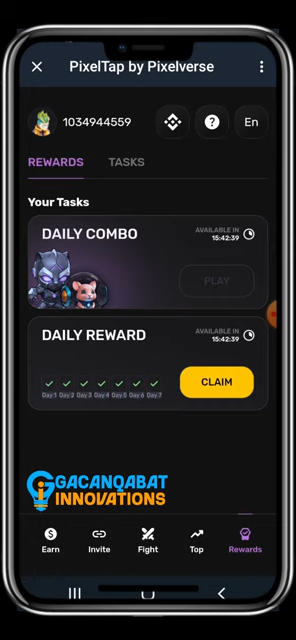 PixelTap by Pixelverse
1034944559
En
REWARDS
TASKS
Your Tasks
DAILY COMBO
AVAILABLE IN
15:42:39
PLAY
DAILY REWARD
AVAILABLE IN
15:42:39
Day 1 Day 2 Day 3 Day 4 Day 5 Day 6 Day 7
CLAIM
GACANQABAT
INNOVATIONS
Earn Invite Fight Top Rewards